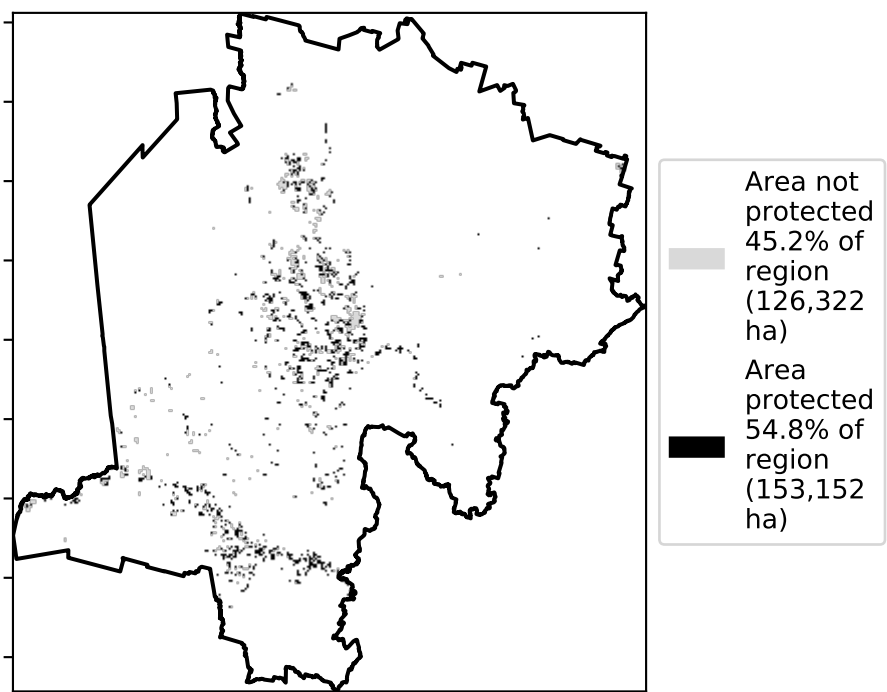 Area not
protected
45.2% of
region
(126,322
ha)
Area
protected
54.8% of
region
(153,152
ha)